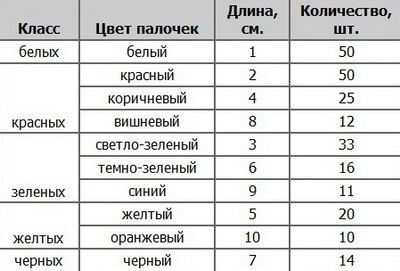 Класс Цвет палочек Длина, см. Количество, шт.
белых белый 1 50
красный 2 50
коричневый 4 25
красных вишневый 8 12
светло-зеленый 3 33
темно-зеленый 6 16
зеленых синий 9 11
желтый 5 20
желтых оранжевый 10 10
черных черный 7 14